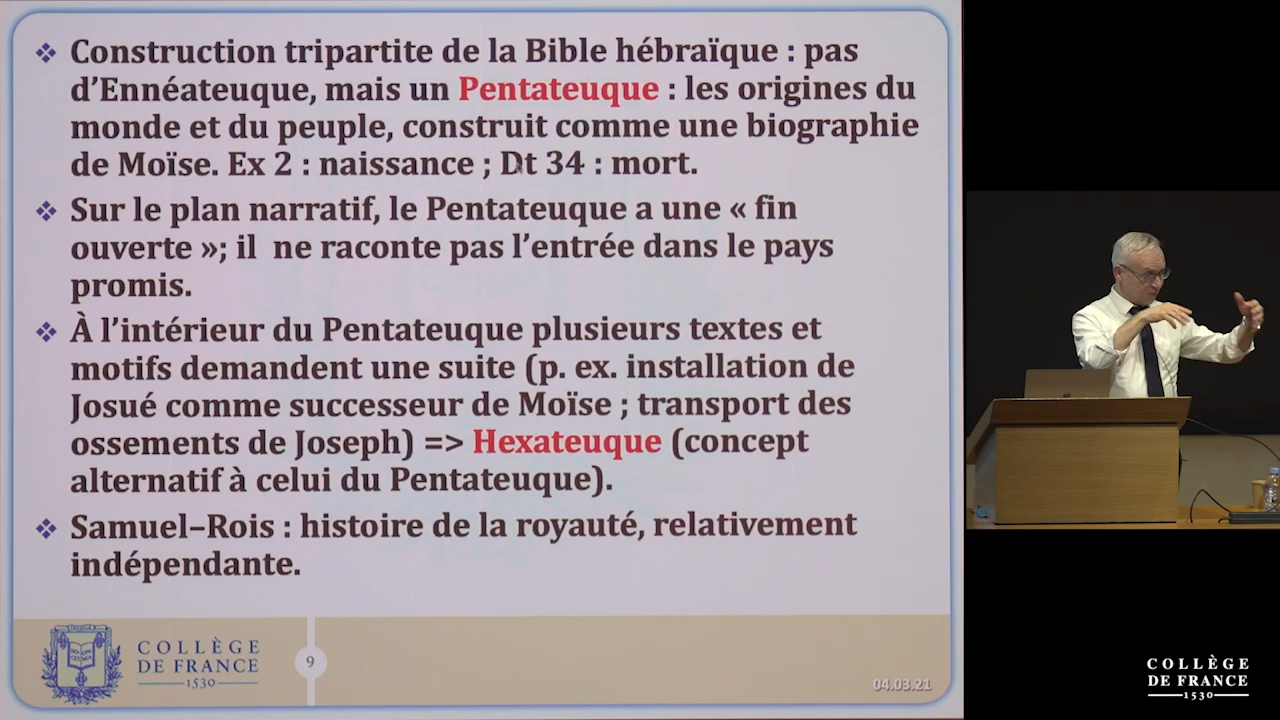 ❖ Construction tripartite de la Bible hébraïque : pas
d’Ennéateuque, mais un Pentateuque : les origines du
monde et du peuple, construit comme une biographie
de Moïse. Ex 2 : naissance ; Dt 34 : mort.
❖ Sur le plan narratif, le Pentateuque a une « fin
ouverte »; il  ne raconte pas l’entrée dans le pays
promis.
❖ À l’intérieur du Pentateuque plusieurs textes et
motifs demandent une suite (p. ex. installation de
Josué comme successeur de Moïse ; transport des
ossements de Joseph) => Hexateuque (concept
alternatif à celui du Pentateuque).
❖ Samuel–Rois : histoire de la royauté, relativement
indépendante.
COLLÈGE
DE FRANCE
1530
9
04.03.21
COLLÈGE
DE FRANCE
1530